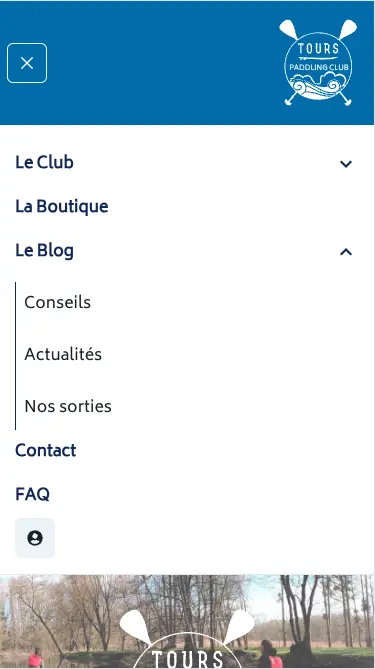 TOURS
PADDLING CLUB
Le Club
La Boutique
Le Blog
Conseils
Actualités
Nos sorties
Contact
FAQ
TOURS